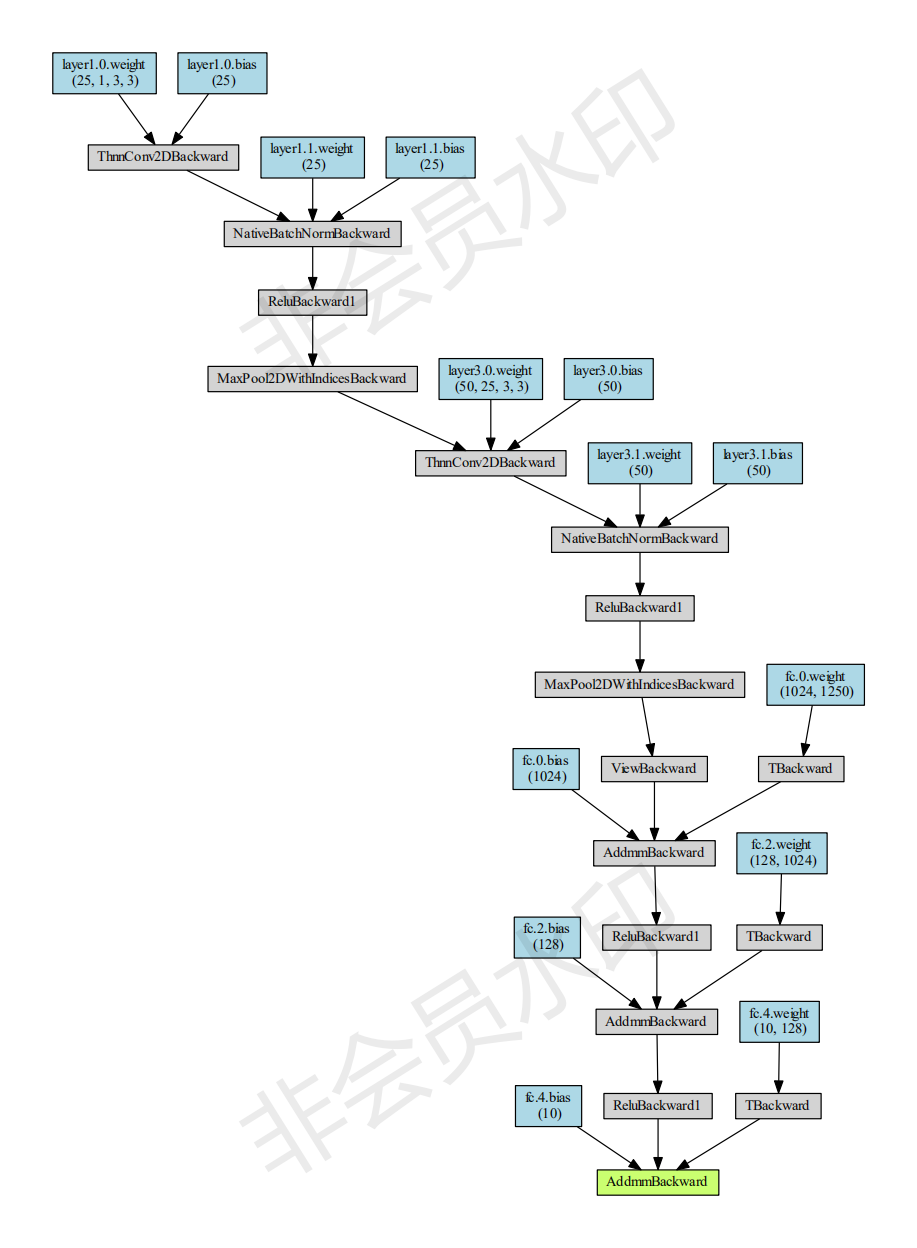 layer1.0.weight
(25, 1, 3, 3)
layer1.0.bias
(25)
ThnnConv2DBackward
layer1.1.weight
(25)
layer1.1.bias
(25)
NativeBatchNormBackward
ReluBackward1
MaxPool2DWithIndicesBackward
layer3.0.weight
(50, 25, 3, 3)
layer3.0.bias
(50)
ThnnConv2DBackward
layer3.1.weight
(50)
layer3.1.bias
(50)
NativeBatchNormBackward
ReluBackward1
MaxPool2DWithIndicesBackward
fc.0.weight
(1024, 1250)
fc.0.bias
(1024)
ViewBackward
TBackward
AddmmBackward
fc.2.weight
(128, 1024)
fc.2.bias
(128)
ReluBackward1
TBackward
AddmmBackward
fc.4.weight
(10, 128)
fc.4.bias
(10)
ReluBackward1
TBackward
AddmmBackward
非会员水印
非会员水印